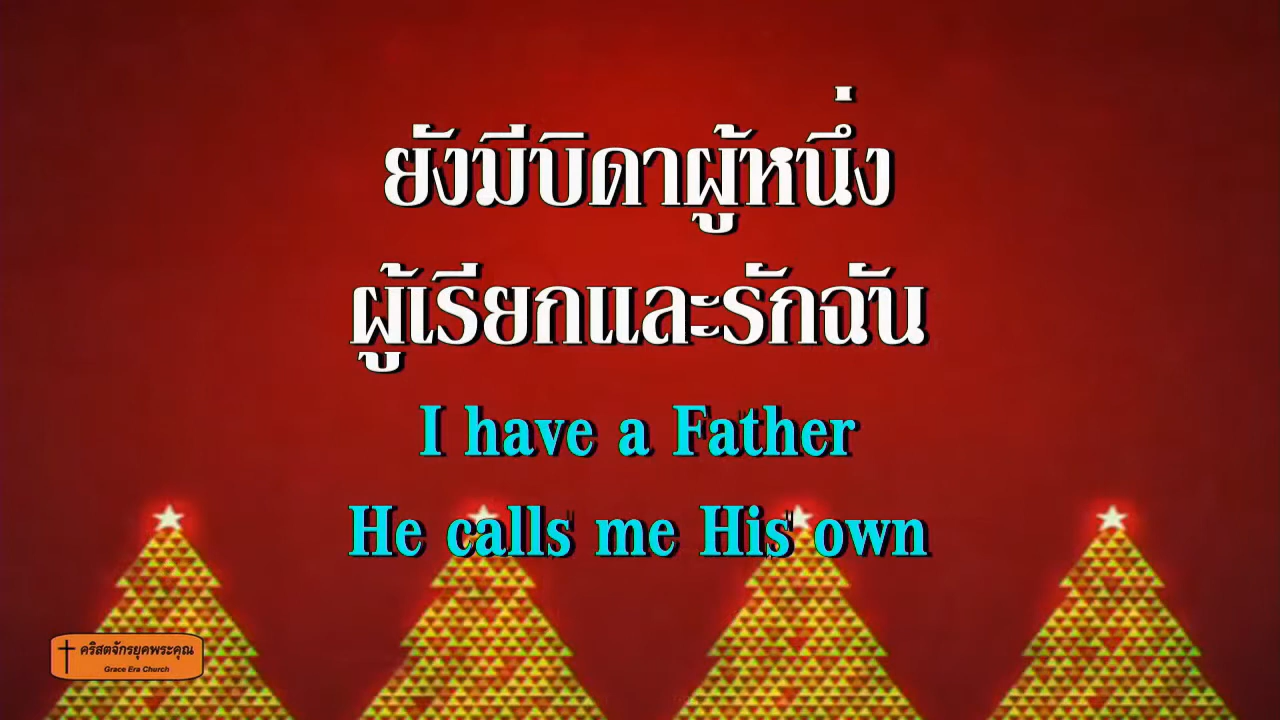 ยังมีบิดาผู้หนึ่ง
ผู้เรียกและรักฉัน
I have a Father
He calls me His own
คริสตจักรยุคพระคุณ
Grace Era Church